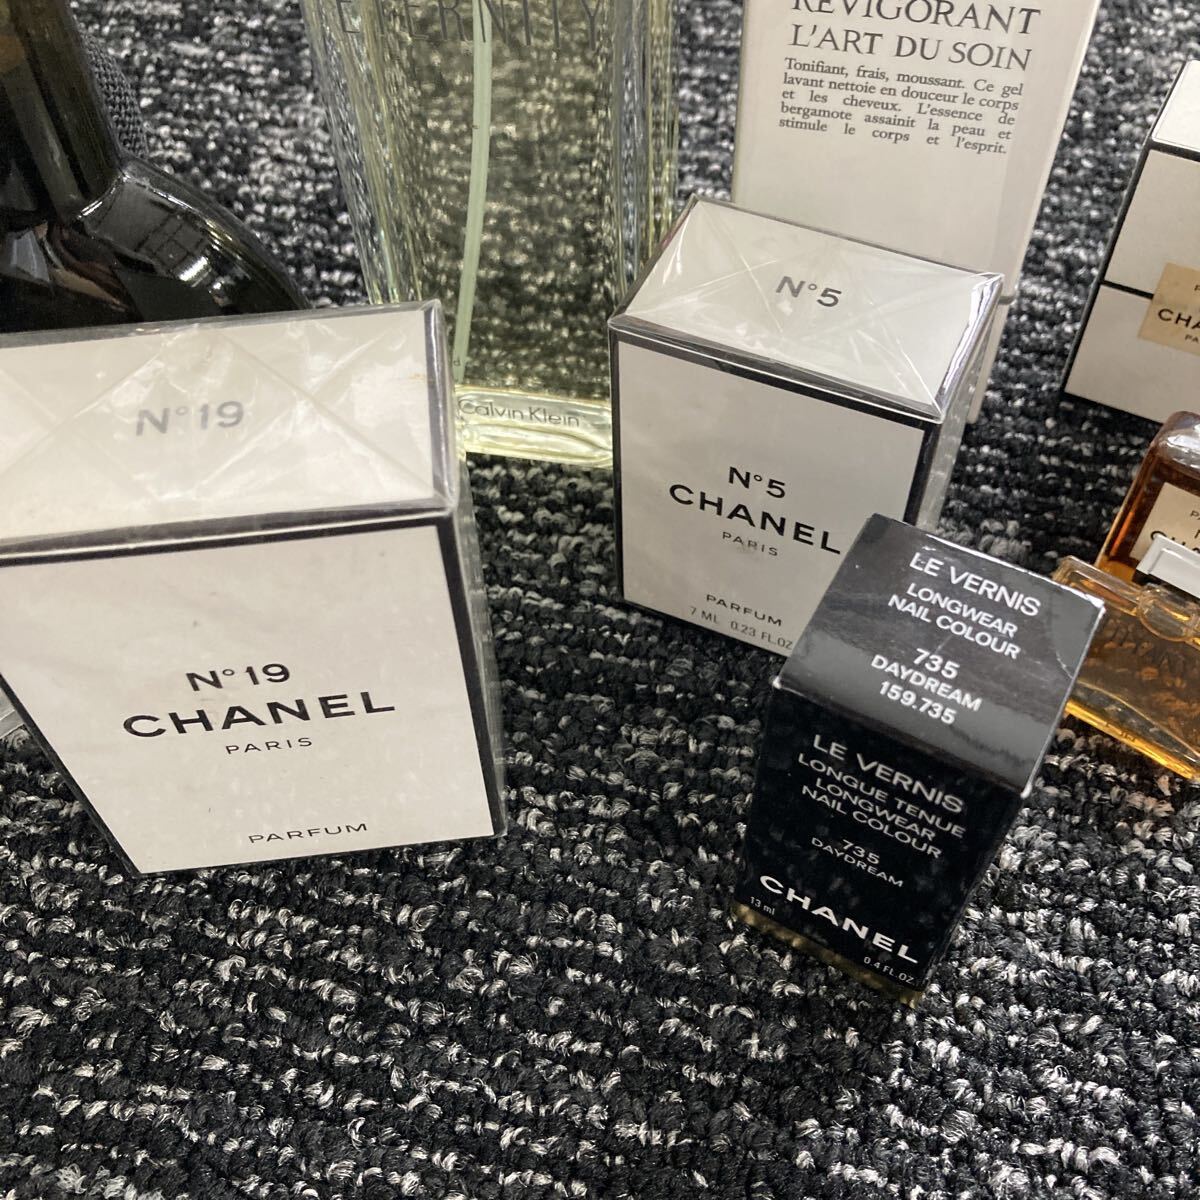 ETERNITY
Calvin Klein
REVIGORANT
L'ART DU SOIN
Tonifiant, frais, moussant. Ce gel
lavant nettoie en douceur le corps
et les cheveux. L'essence de
bergamote assainit la peau et
stimule le corps et l'esprit.
N°5
N°5
CHANEL
PARIS
PARFUM
7 ML 0.23 FL.OZ
N°19
N°19
CHANEL
PARIS
PARFUM
LE VERNIS
LONGWEAR
NAIL COLOUR
735
DAYDREAM
159.735
LE VERNIS
LONGUE TENUE
LONGWEAR
NAIL COLOUR
735
DAYDREAM
CHANEL
13 ml
0.4 FL.OZ